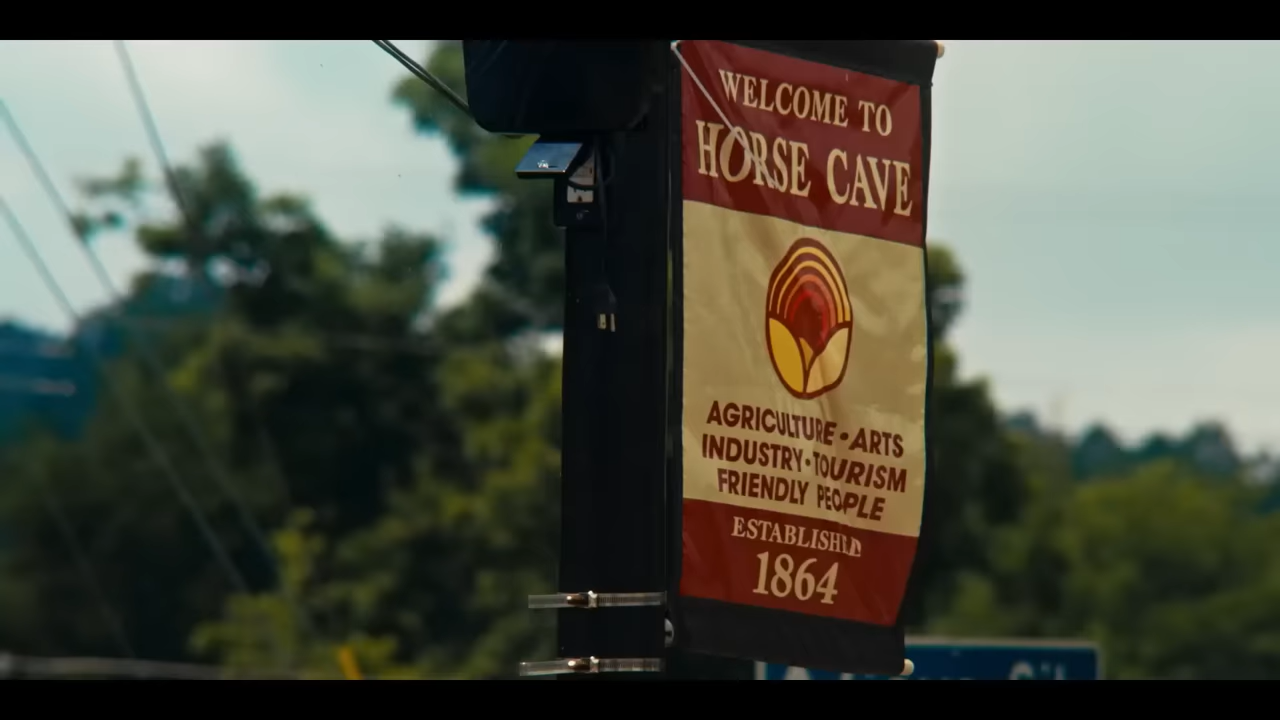 WELCOME TO
HORSE CAVE
AGRICULTURE • ARTS
INDUSTRY • TOURISM
FRIENDLY PEOPLE
ESTABLISHED
1864